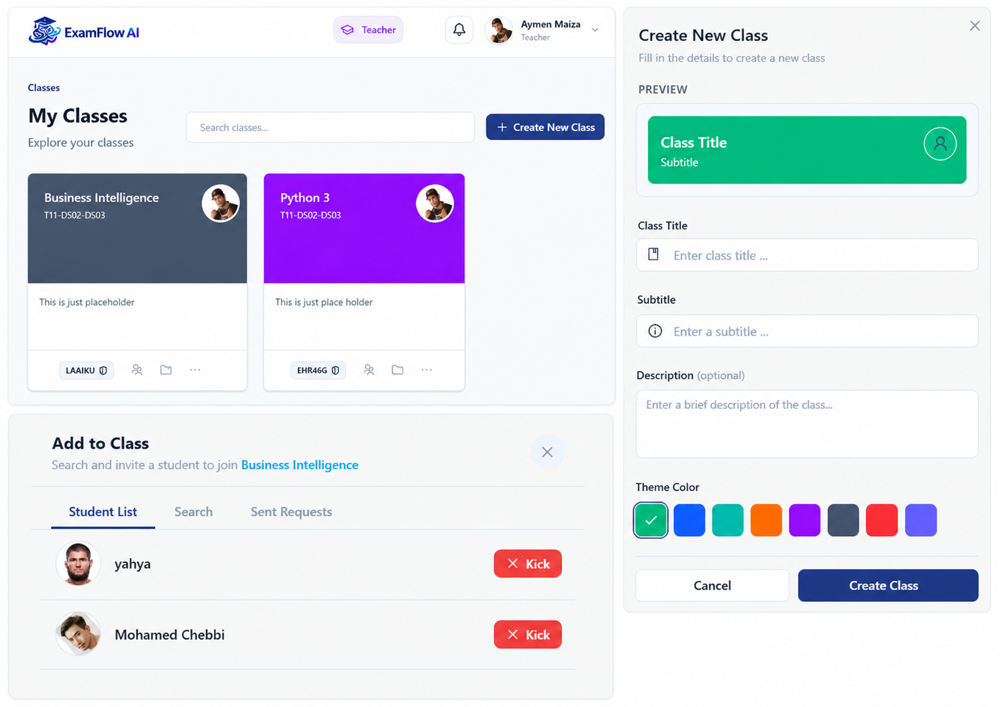 ExamFlow AI
Teacher
Aymen Maiza
Teacher
Classes
My Classes
Explore your classes
Search classes...
+ Create New Class
Business Intelligence
T11-DS02-DS03
This is just placeholder
LAAIKU
Python 3
T11-DS02-DS03
This is just place holder
EHR46G
Add to Class
Search and invite a student to join Business Intelligence
Student List
Search
Sent Requests
yahya
Kick
Mohamed Chebbi
Kick
Create New Class
Fill in the details to create a new class
PREVIEW
Class Title
Subtitle
Class Title
Enter class title ...
Subtitle
Enter a subtitle ...
Description (optional)
Enter a brief description of the class...
Theme Color
Cancel
Create Class